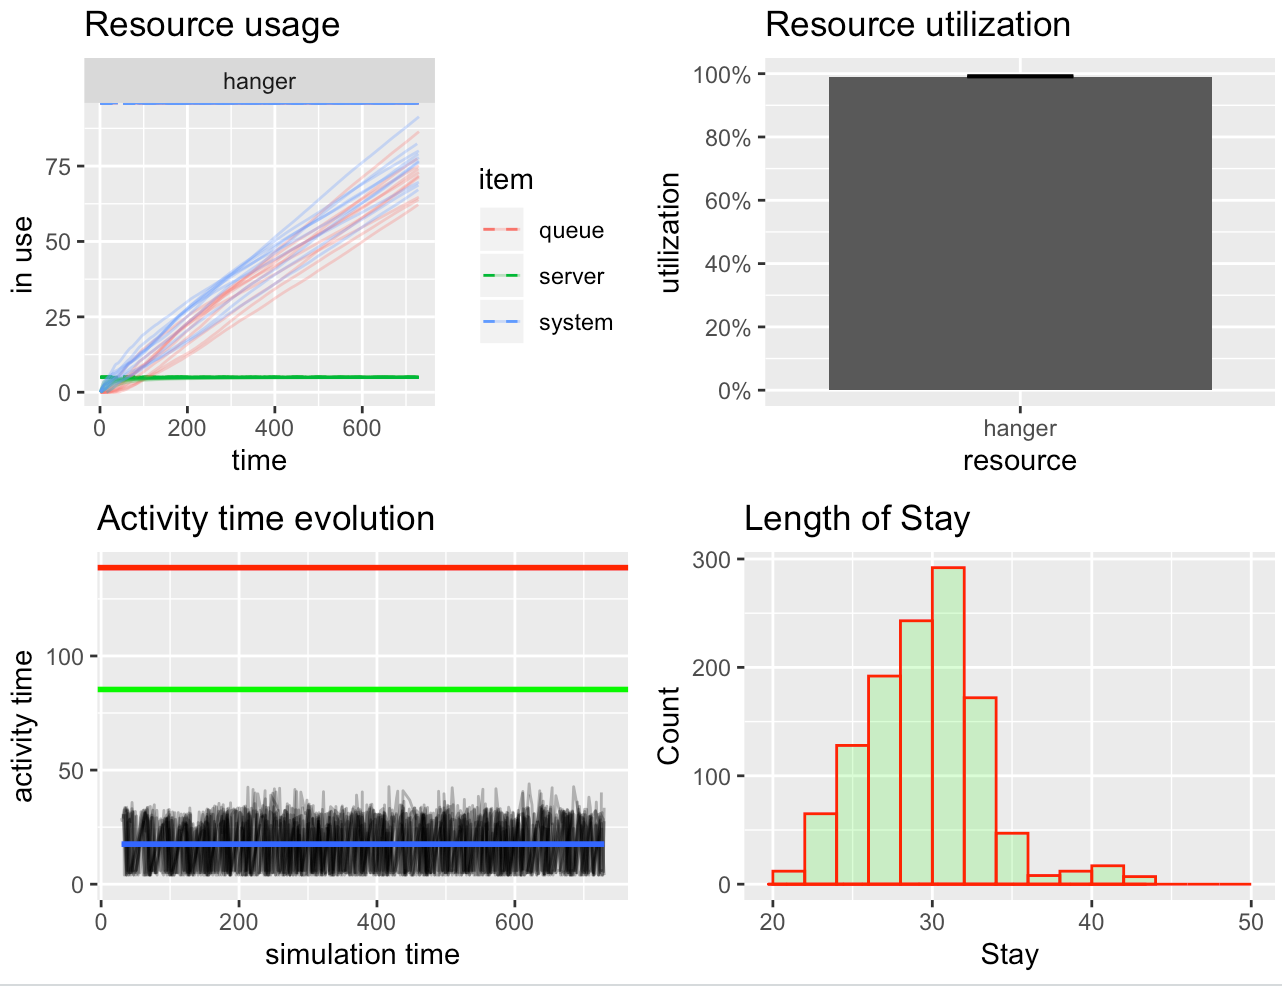 Resource usage
hanger
75
50
25
0
in use
0 200 400 600
time
item
queue
server
system
Resource utilization
100%
80%
60%
40%
20%
0%
utilization
hanger
resource
Activity time evolution
100
50
0
activity time
0 200 400 600
simulation time
Length of Stay
300
200
100
0
Count
20 30 40 50
Stay